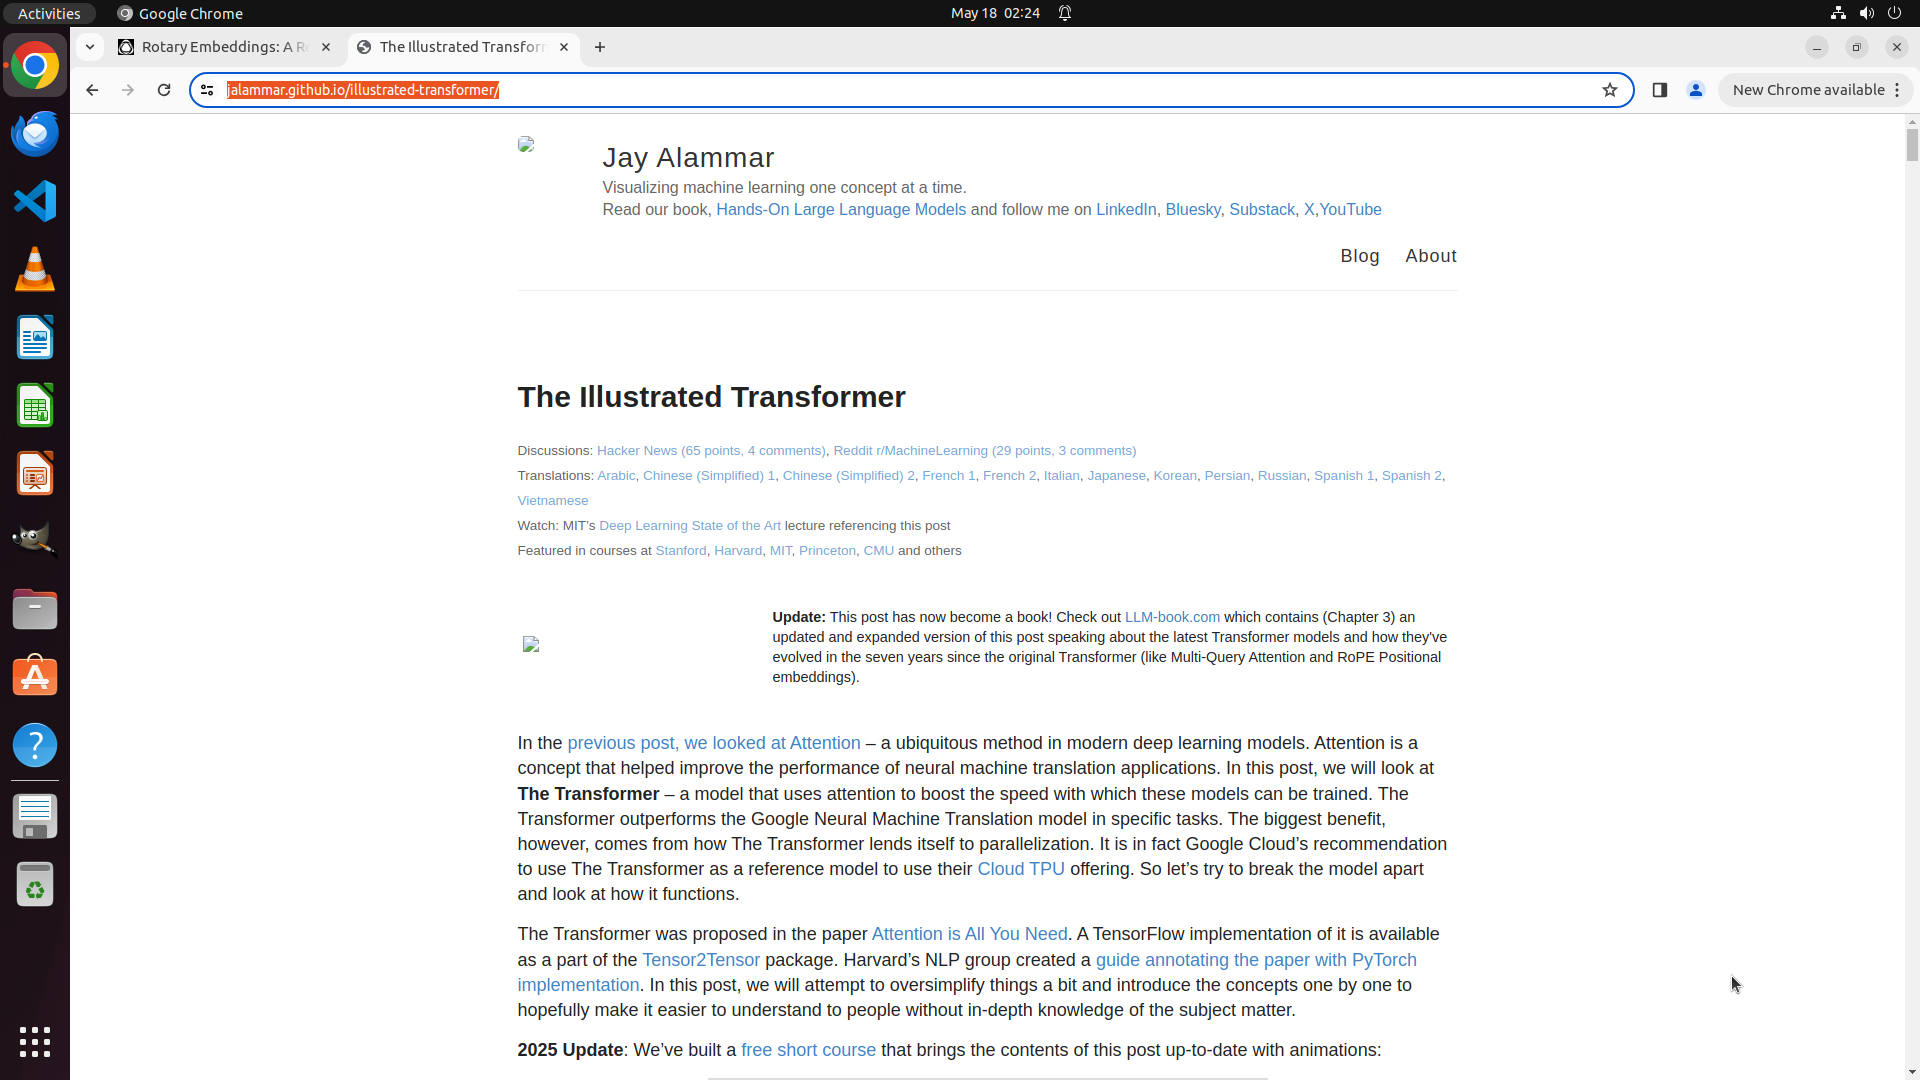 Activities
Google Chrome
May 18 02:24
Rotary Embeddings: A R
The Illustrated Transfor
jalammar.github.io/illustrated-transformer/
New Chrome available
Jay Alammar
Visualizing machine learning one concept at a time.
Read our book, Hands-On Large Language Models and follow me on LinkedIn, Bluesky, Substack, X,YouTube
Blog About
The Illustrated Transformer
Discussions: Hacker News (65 points, 4 comments), Reddit r/MachineLearning (29 points, 3 comments)
Translations: Arabic, Chinese (Simplified) 1, Chinese (Simplified) 2, French 1, French 2, Italian, Japanese, Korean, Persian, Russian, Spanish 1, Spanish 2,
Vietnamese
Watch: MIT’s Deep Learning State of the Art lecture referencing this post
Featured in courses at Stanford, Harvard, MIT, Princeton, CMU and others
Update: This post has now become a book! Check out LLM-book.com which contains (Chapter 3) an
updated and expanded version of this post speaking about the latest Transformer models and how they've
evolved in the seven years since the original Transformer (like Multi-Query Attention and RoPE Positional
embeddings).
In the previous post, we looked at Attention – a ubiquitous method in modern deep learning models. Attention is a
concept that helped improve the performance of neural machine translation applications. In this post, we will look at
The Transformer – a model that uses attention to boost the speed with which these models can be trained. The
Transformer outperforms the Google Neural Machine Translation model in specific tasks. The biggest benefit,
however, comes from how The Transformer lends itself to parallelization. It is in fact Google Cloud’s recommendation
to use The Transformer as a reference model to use their Cloud TPU offering. So let’s try to break the model apart
and look at how it functions.
The Transformer was proposed in the paper Attention is All You Need. A TensorFlow implementation of it is available
as a part of the Tensor2Tensor package. Harvard’s NLP group created a guide annotating the paper with PyTorch
implementation. In this post, we will attempt to oversimplify things a bit and introduce the concepts one by one to
hopefully make it easier to understand to people without in-depth knowledge of the subject matter.
2025 Update: We’ve built a free short course that brings the contents of this post up-to-date with animations: